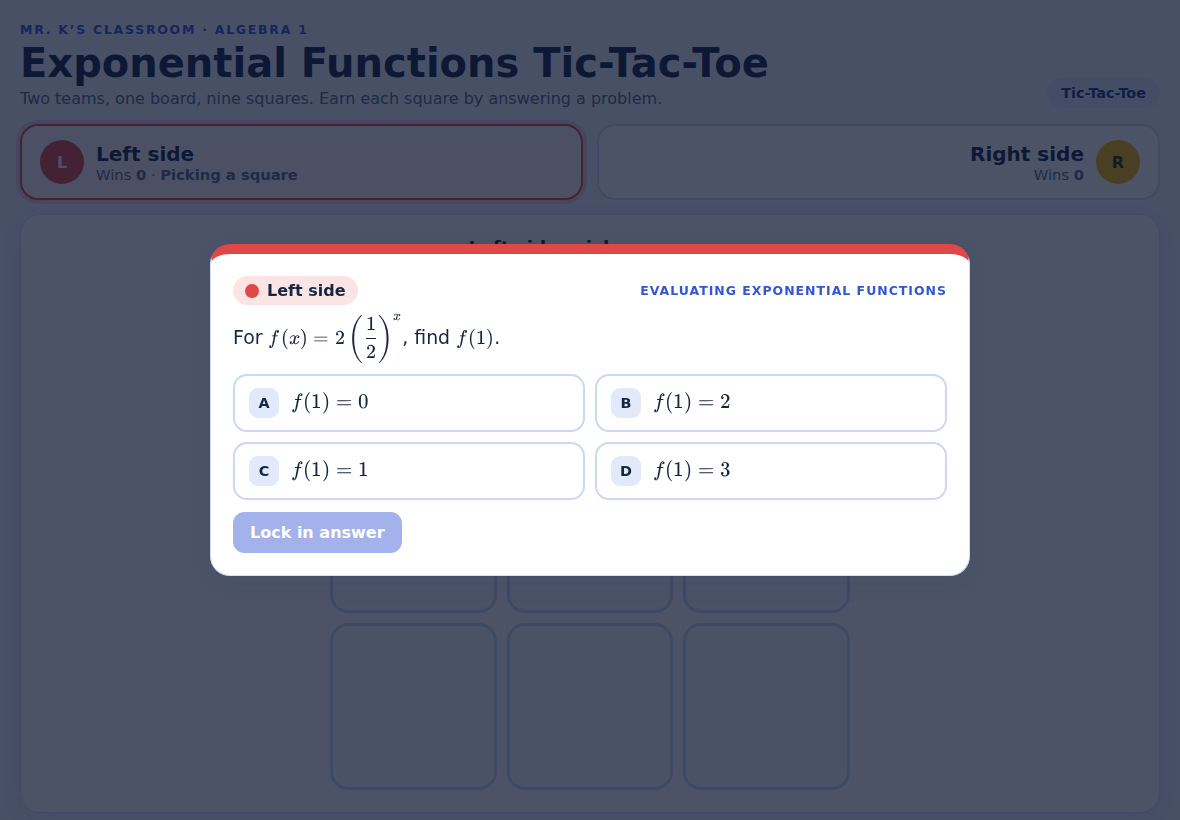 MR. K'S CLASSROOM · ALGEBRA 1
Exponential Functions Tic-Tac-Toe
Two teams, one board, nine squares. Earn each square by answering a problem.
Tic-Tac-Toe
L
Left side
Wins 0 · Picking a square
Right side
Wins 0
R
Left side
EVALUATING EXPONENTIAL FUNCTIONS
For f(x) = 2(1/2)^x, find f(1).
A f(1) = 0
B f(1) = 2
C f(1) = 1
D f(1) = 3
Lock in answer